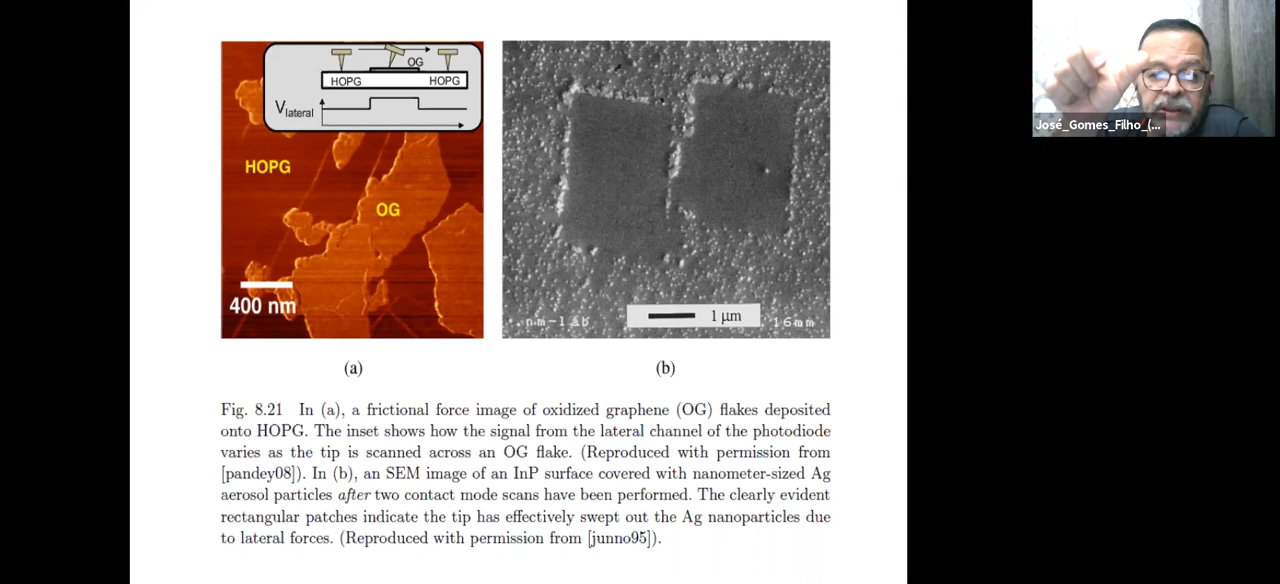 HOPG
OG
HOPG
Vlateral
HOPG
OG
400 nm
1 μm
16mm
José_Gomes_Filho_(...
(a)
(b)
Fig. 8.21 In (a), a frictional force image of oxidized graphene (OG) flakes deposited
onto HOPG. The inset shows how the signal from the lateral channel of the photodiode
varies as the tip is scanned across an OG flake. (Reproduced with permission from
[pandey08]). In (b), an SEM image of an InP surface covered with nanometer-sized Ag
aerosol particles after two contact mode scans have been performed. The clearly evident
rectangular patches indicate the tip has effectively swept out the Ag nanoparticles due
to lateral forces. (Reproduced with permission from [junno95]).